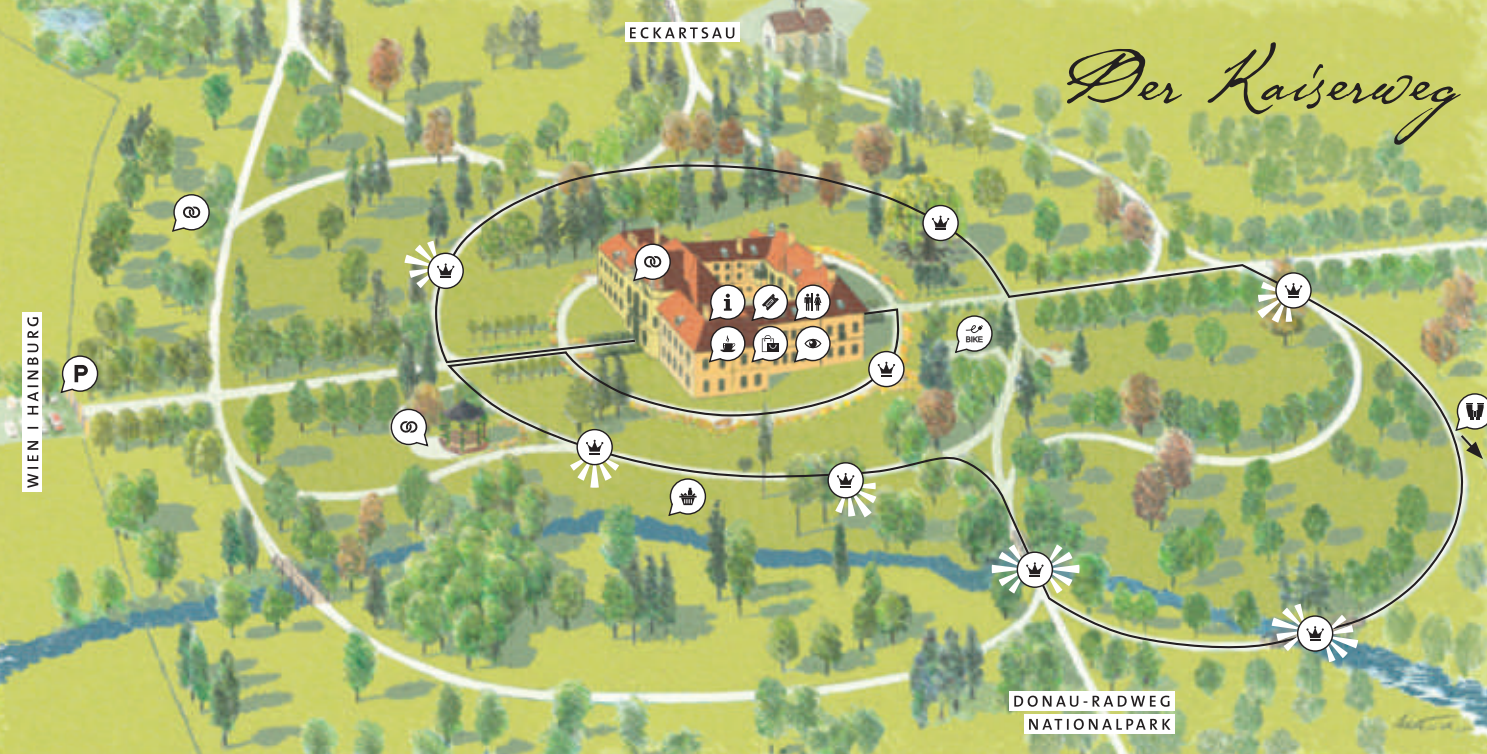 ECKARTSAU
Der Kaiserweg
WIEN I HAINBURG
P
i
e
BIKE
DONAU-RADWEG
NATIONALPARK